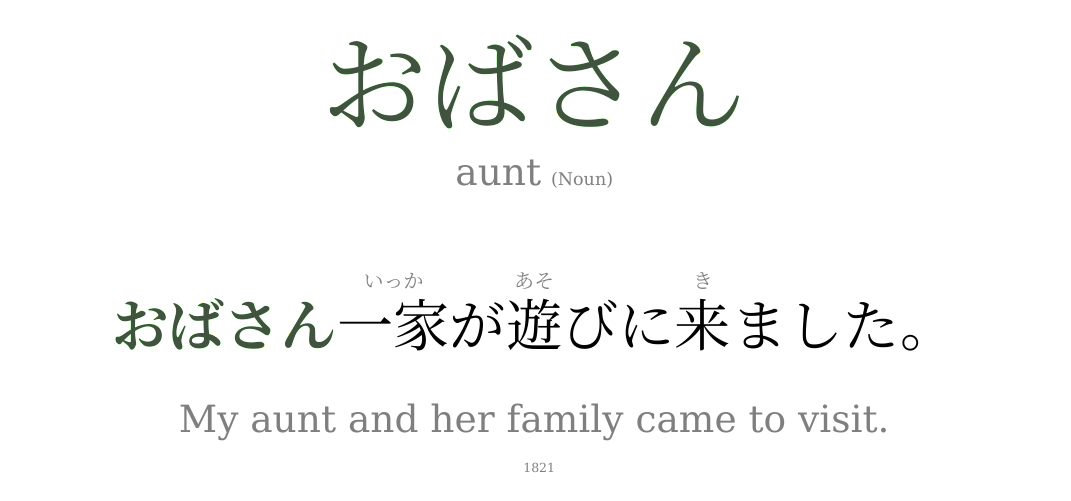 おばさん
aunt (Noun)
いっか あそ き
おばさん一家が遊びに来ました。
My aunt and her family came to visit.
1821